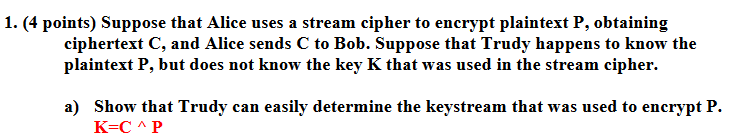 1. (4 points) Suppose that Alice uses a stream cipher to encrypt plaintext P, obtaining
ciphertext C, and Alice sends C to Bob. Suppose that Trudy happens to know the
plaintext P, but does not know the key K that was used in the stream cipher.
a) Show that Trudy can easily determine the keystream that was used to encrypt P.
K=C ^ P